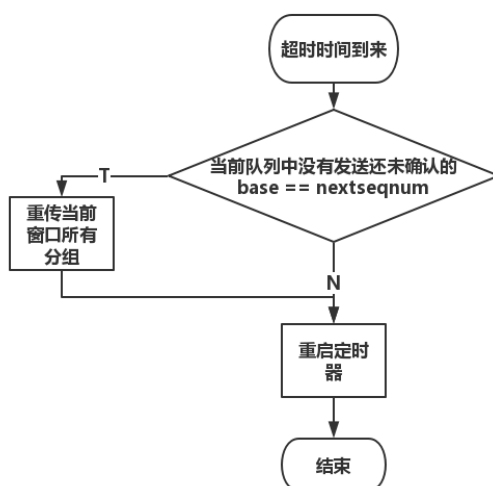 超时时间到来
当前队列中没有发送还未确认的
base == nextseqnum
T
重传当前
窗口所有
分组
N
重启定时
器
结束